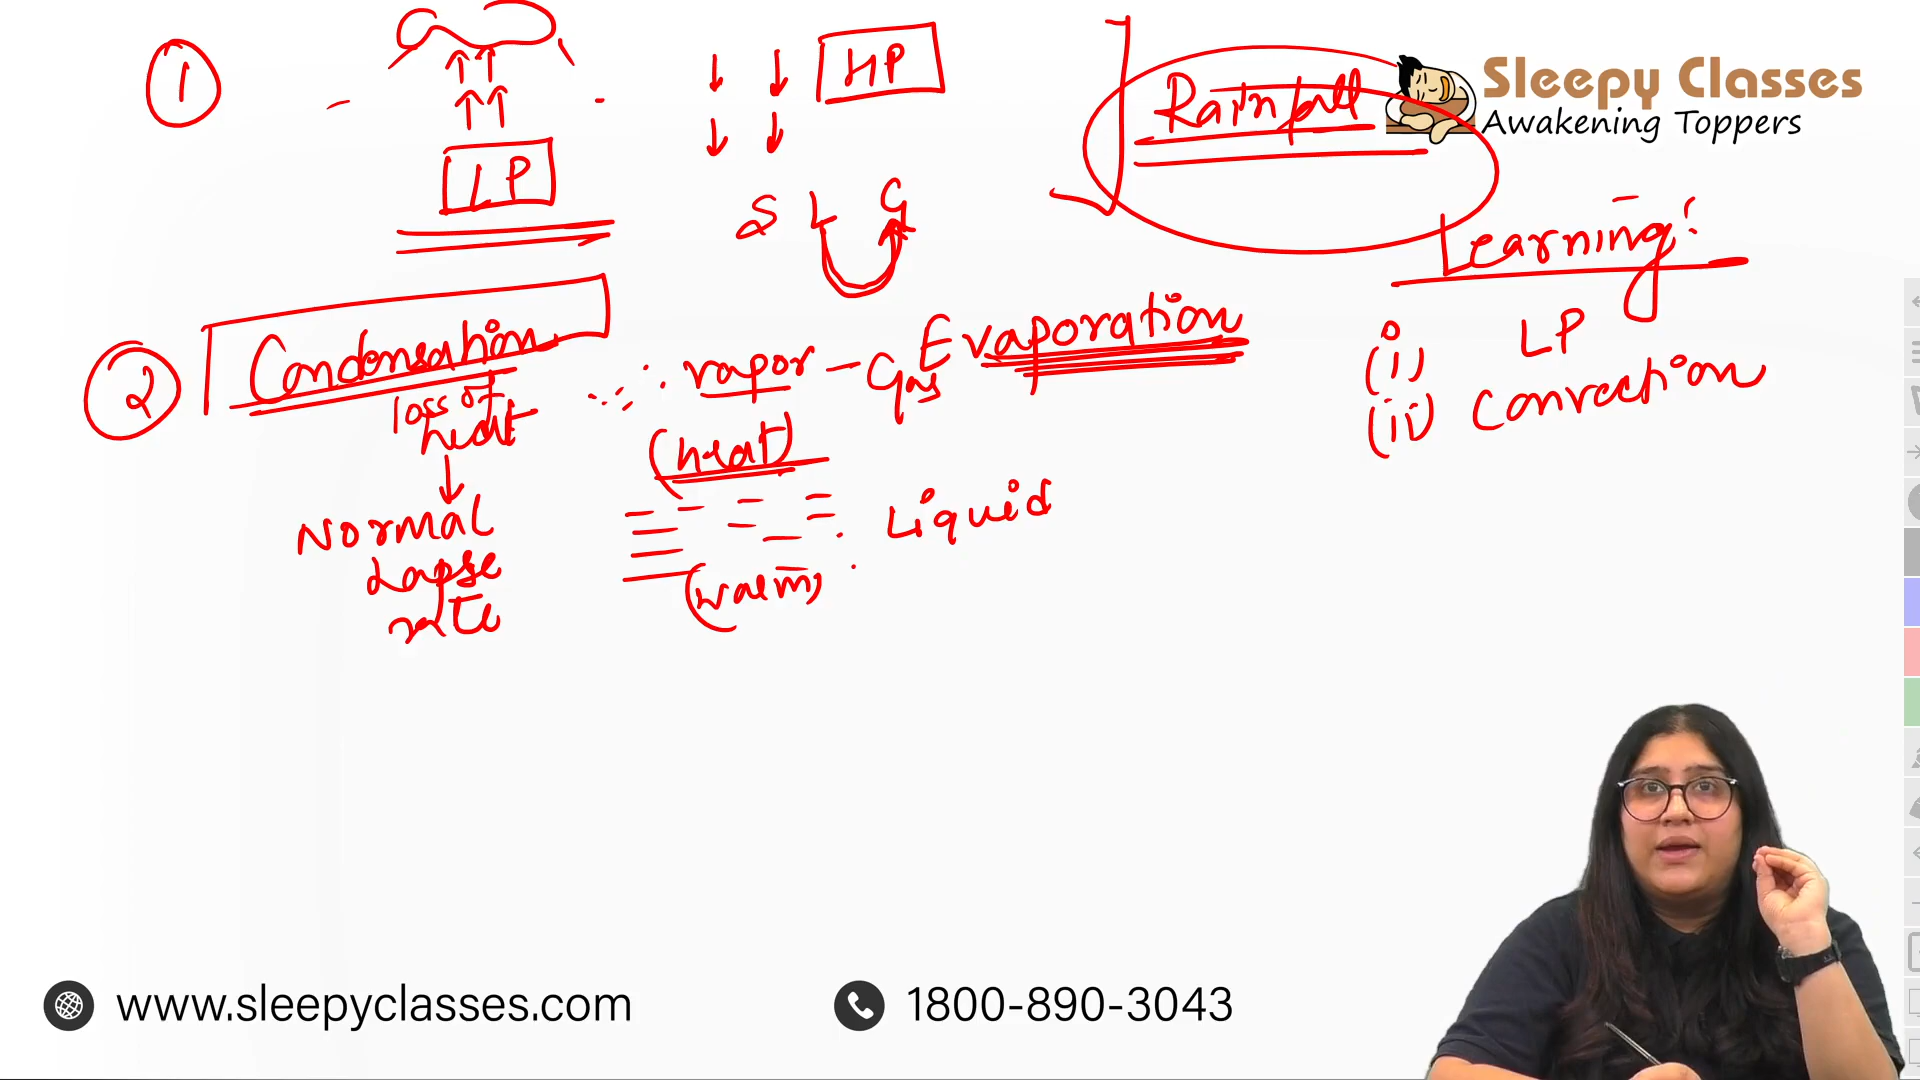 1
LP
HP
S L G
Rainfall
Sleepy Classes
Awakening Toppers
Learning:
(i) LP
(ii) Convection
2
Condensation
loss of
heat
Normal
Lapse
rate
vapor - Gas
Evaporation
(heat)
Liquid
(warm)
www.sleepyclasses.com
1800-890-3043